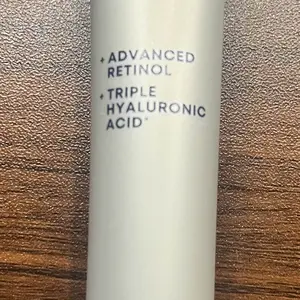 + ADVANCED
RETINOL
+ TRIPLE
HYALURONIC
ACID*